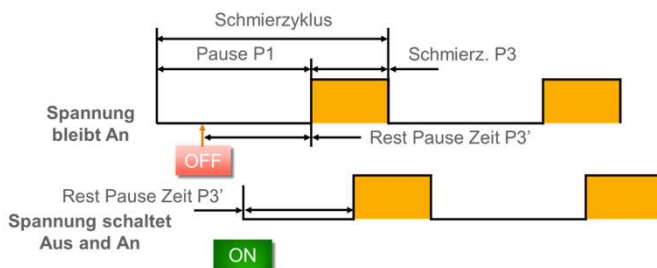 Schmierzyklus
Pause P1
Schmierz. P3
Spannung
bleibt An
Rest Pause Zeit P3'
OFF
Rest Pause Zeit P3'
Spannung schaltet
Aus and An
ON